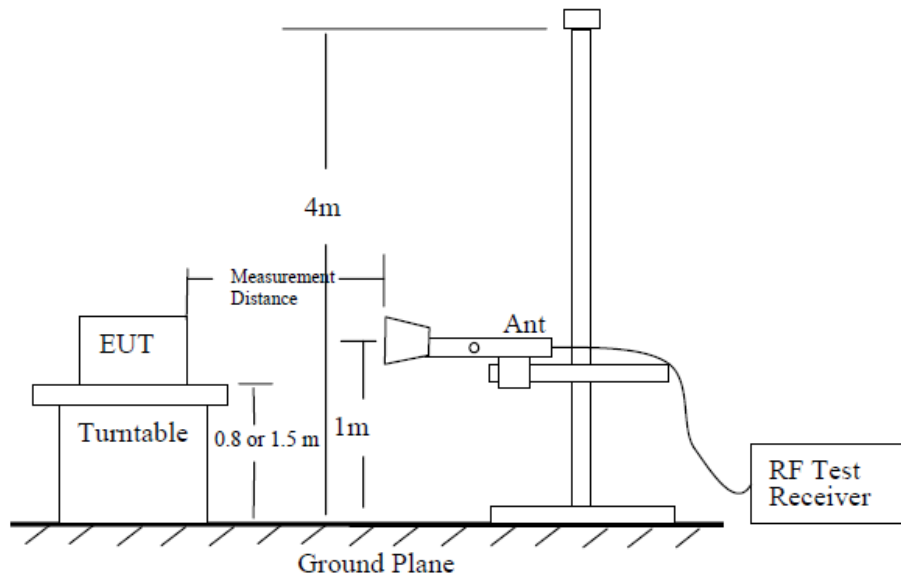 4m
Measurement
Distance
EUT
Ant
Turntable
0.8 or 1.5 m
1m
RF Test
Receiver
Ground Plane